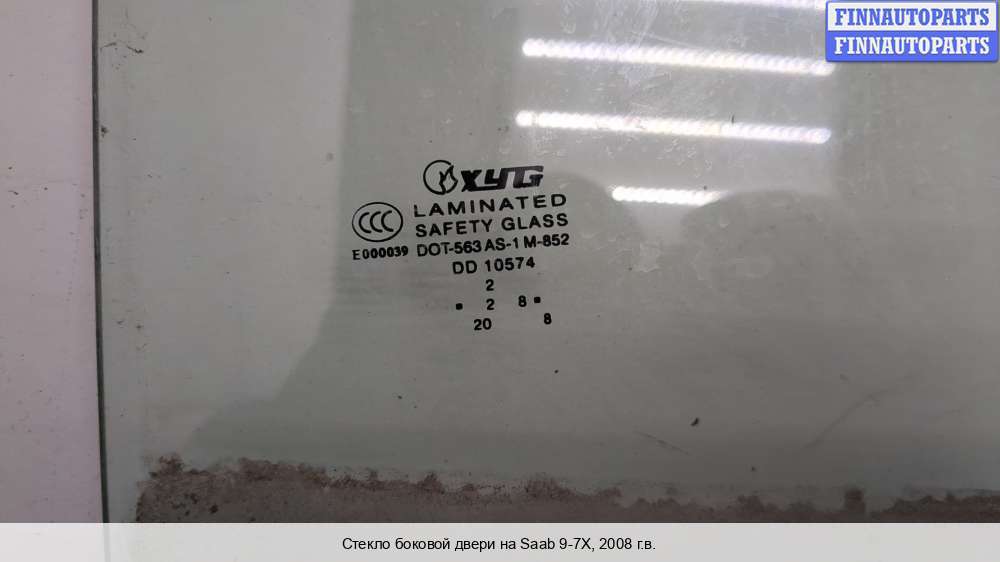 FINNAUTOPARTS
FINNAUTOPARTS
XYG
LAMINATED
CCC
SAFETY GLASS
E000039 DOT-563 AS-1 M-852
DD 10574
2
2 8
20 8
Стекло боковой двери на Saab 9-7X, 2008 г.в.